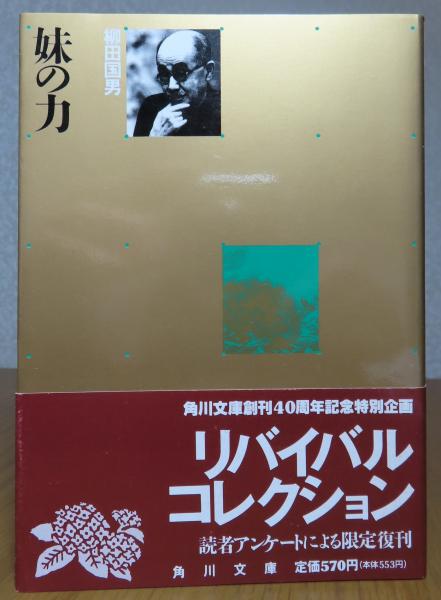 妹の力
柳田国男
角川文庫創刊40周年記念特別企画
リバイバル
コレクション
読者アンケートによる限定復刊
角川文庫 定価570円(本体553円)